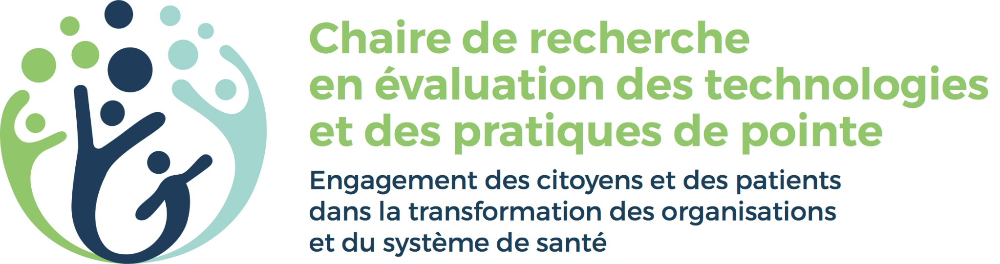 Chaire de recherche
en évaluation des technologies
et des pratiques de pointe
Engagement des citoyens et des patients
dans la transformation des organisations
et du système de santé